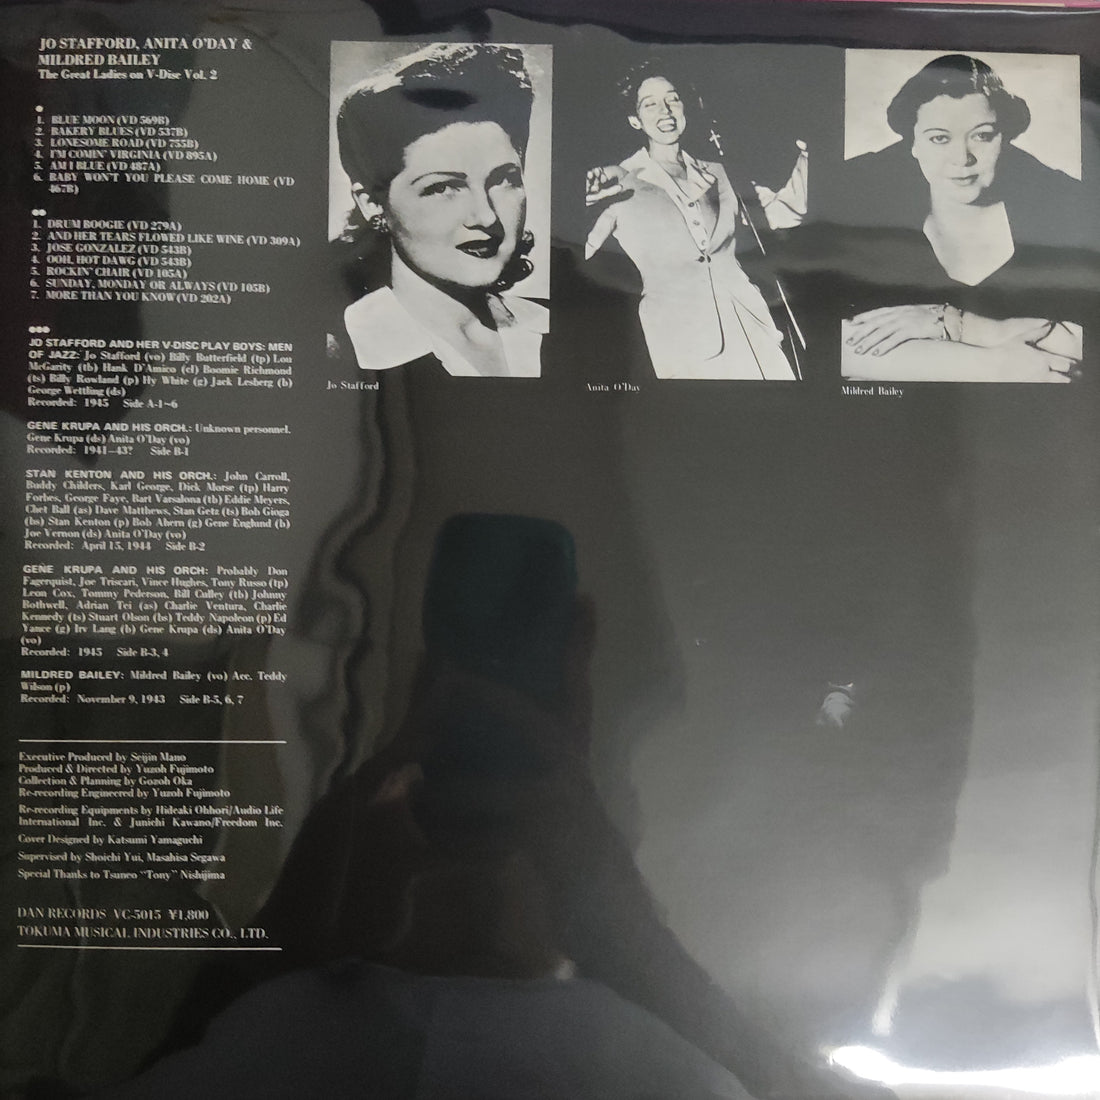 JO STAFFORD, ANITA O'DAY &
MILDRED BAILEY
The Great Ladies on V-Disc Vol. 2
●
1. BLUE MOON (VD 569B)
2. BAKERY BLUES (VD 537B)
3. LONESOME ROAD (VD 755B)
4. I'M COMIN' VIRGINIA (VD 895A)
5. AM I BLUE (VD 487A)
6. BABY WON'T YOU PLEASE COME HOME (VD
467B)
●●
1. DRUM BOOGIE (VD 279A)
2. AND HER TEARS FLOWED LIKE WINE (VD 309A)
3. JOSE GONZALEZ (VD 543B)
4. OOH, HOT DAWG (VD 543B)
5. ROCKIN' CHAIR (VD 105A)
6. SUNDAY, MONDAY OR ALWAYS (VD 105B)
7. MORE THAN YOU KNOW (VD 202A)
●●●
JO STAFFORD AND HER V-DISC PLAY BOYS: MEN
OF JAZZ: Jo Stafford (vo) Billy Butterfield (tp) Lou
McGarity (tb) Hank D'Amico (cl) Boomie Richmond
(ts) Billy Rowland (p) Hy White (g) Jack Lesberg (b)
George Wettling (ds)
Recorded: 1945 Side A-1~6
GENE KRUPA AND HIS ORCH.: Unknown personnel.
Gene Krupa (ds) Anita O'Day (vo)
Recorded: 1941—43? Side B-1
STAN KENTON AND HIS ORCH.: John Carroll,
Buddy Childers, Karl George, Dick Morse (tp) Harry
Forbes, George Faye, Bart Varsalona (tb) Eddie Meyers,
Chet Ball (as) Dave Matthews, Stan Getz (ts) Bob Gioga
(bs) Stan Kenton (p) Bob Ahern (g) Gene Englund (b)
Joe Vernon (ds) Anita O'Day (vo)
Recorded: April 15, 1944 Side B-2
GENE KRUPA AND HIS ORCH: Probably Don
Fagerquist, Joe Triscari, Vince Hughes, Tony Russo (tp)
Leon Cox, Tommy Pederson, Bill Culley (tb) Johnny
Bothwell, Adrian Tei (as) Charlie Ventura, Charlie
Kennedy (ts) Stuart Olson (bs) Teddy Napoleon (p) Ed
Yance (g) Irv Lang (b) Gene Krupa (ds) Anita O'Day
(vo)
Recorded: 1945 Side B-3, 4
MILDRED BAILEY: Mildred Bailey (vo) Acc. Teddy
Wilson (p)
Recorded: November 9, 1943 Side B-5, 6, 7
Executive Produced by Seijin Mano
Produced & Directed by Yuzoh Fujimoto
Collection & Planning by Gozoh Oka
Re-recording Engineered by Yuzoh Fujimoto
Re-recording Equipments by Hideaki Ohhori/Audio Life
International Inc. & Junichi Kawano/Freedom Inc.
Cover Designed by Katsumi Yamaguchi
Supervised by Shoichi Yui, Masahisa Segawa
Special Thanks to Tsuneo "Tony" Nishijima
DAN RECORDS VC-5015 ¥1,800
TOKUMA MUSICAL INDUSTRIES CO., LTD.
Jo Stafford
Anita O'Day
Mildred Bailey